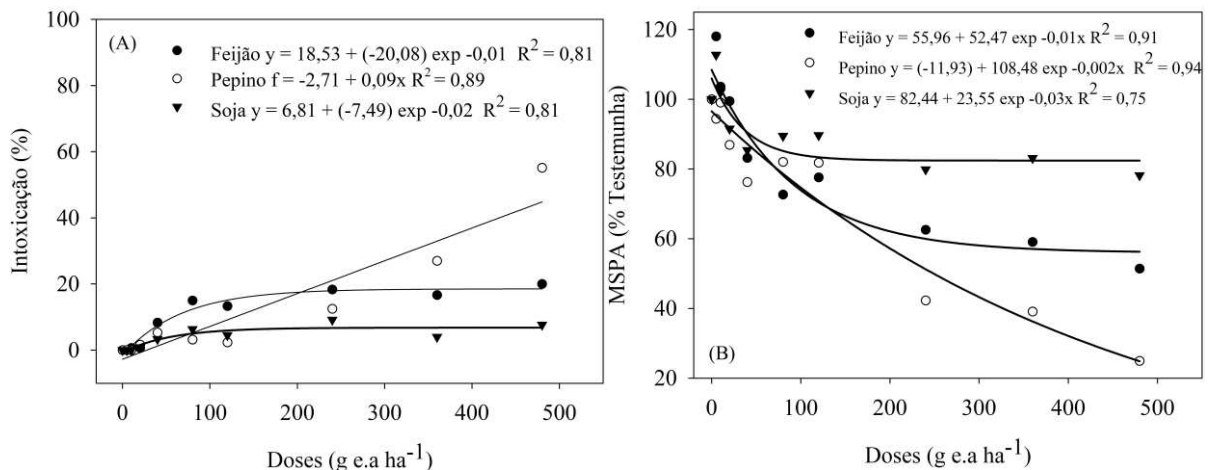 (A)
Feijão y = 18,53 + (-20,08) exp -0,01 R² = 0,81
Pepino f = -2,71 + 0,09x R² = 0,89
Soja y = 6,81 + (-7,49) exp -0,02 R² = 0,81
Intoxicação (%)
100
80
60
40
20
0
0 100 200 300 400 500
Doses (g e.a ha⁻¹)
(B)
Feijão y = 55,96 + 52,47 exp -0,01x R² = 0,91
Pepino y = (-11,93) + 108,48 exp -0,002x R² = 0,94
Soja y = 82,44 + 23,55 exp -0,03x R² = 0,75
MSPA (% Testemunha)
120
100
80
60
40
20
0 100 200 300 400 500
Doses (g e.a ha⁻¹)